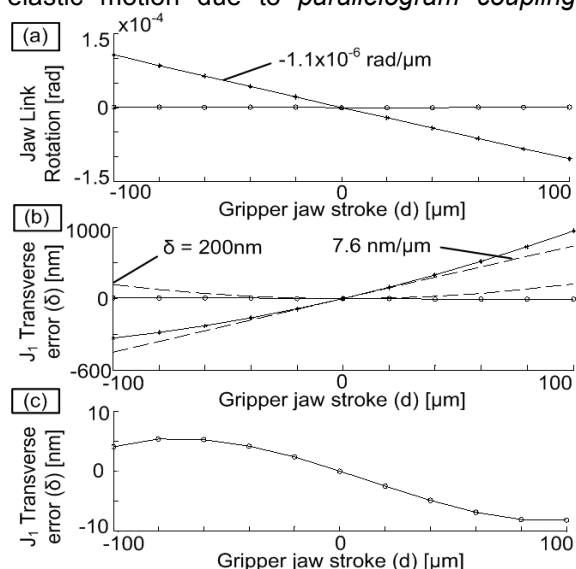 elastic motion due to parallelogram coupling
(a)
1.5
x10-4
-1.1x10-6 rad/µm
0
-1.5
Jaw Link
Rotation [rad]
-100
0
100
Gripper jaw stroke (d) [µm]
(b)
1000
δ = 200nm
7.6 nm/µm
0
-600
J1 Transverse
error (δ) [nm]
-100
0
100
Gripper jaw stroke (d) [µm]
(c)
10
0
-10
J1 Transverse
error (δ) [nm]
-100
0
100
Gripper jaw stroke (d) [µm]